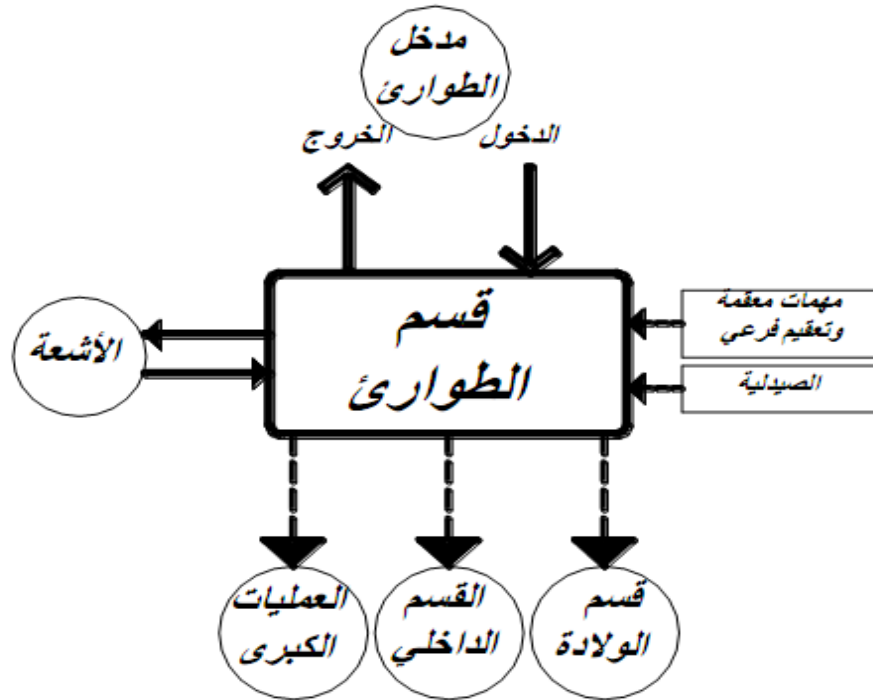 مدخل
الطوارئ
الدخول
الخروج
قسم
الطوارئ
مهمات معقمة
وتعقيم فرعي
الصيدلية
الأشعة
قسم
الولادة
القسم
الداخلي
العمليات
الكبرى